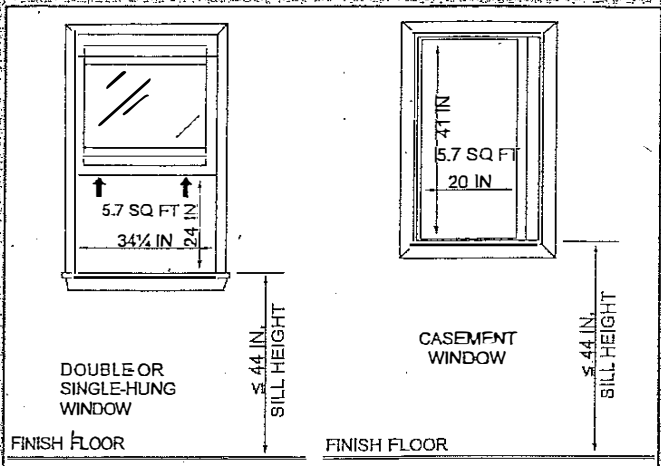 5.7 SQ FT
34¼ IN
24 IN
≤ 44 IN.
SILL HEIGHT
DOUBLE OR
SINGLE-HUNG
WINDOW
FINISH FLOOR
41 IN
5.7 SQ FT
20 IN
≤ 44 IN.
SILL HEIGHT
CASEMENT
WINDOW
FINISH FLOOR